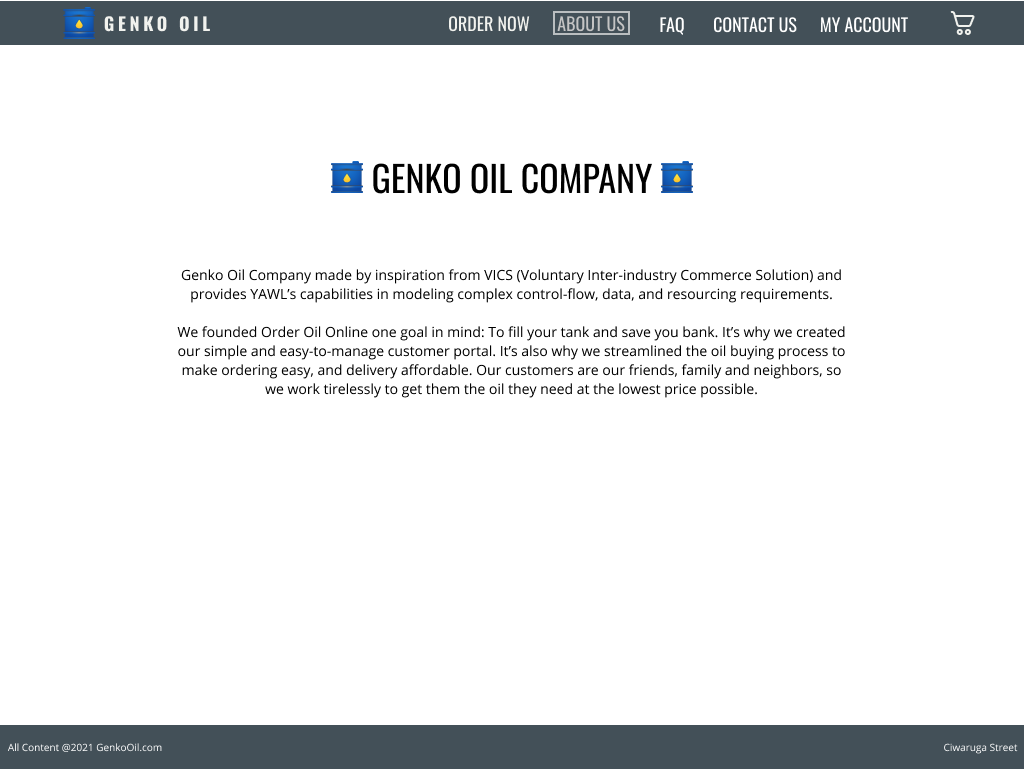 GENKO OIL
ORDER NOW
ABOUT US
FAQ
CONTACT US
MY ACCOUNT
GENKO OIL COMPANY
Genko Oil Company made by inspiration from VICS (Voluntary Inter-industry Commerce Solution) and
provides YAWL’s capabilities in modeling complex control-flow, data, and resourcing requirements.
We founded Order Oil Online one goal in mind: To fill your tank and save you bank. It’s why we created
our simple and easy-to-manage customer portal. It’s also why we streamlined the oil buying process to
make ordering easy, and delivery affordable. Our customers are our friends, family and neighbors, so
we work tirelessly to get them the oil they need at the lowest price possible.
All Content @2021 GenkoOil.com
Ciwaruga Street